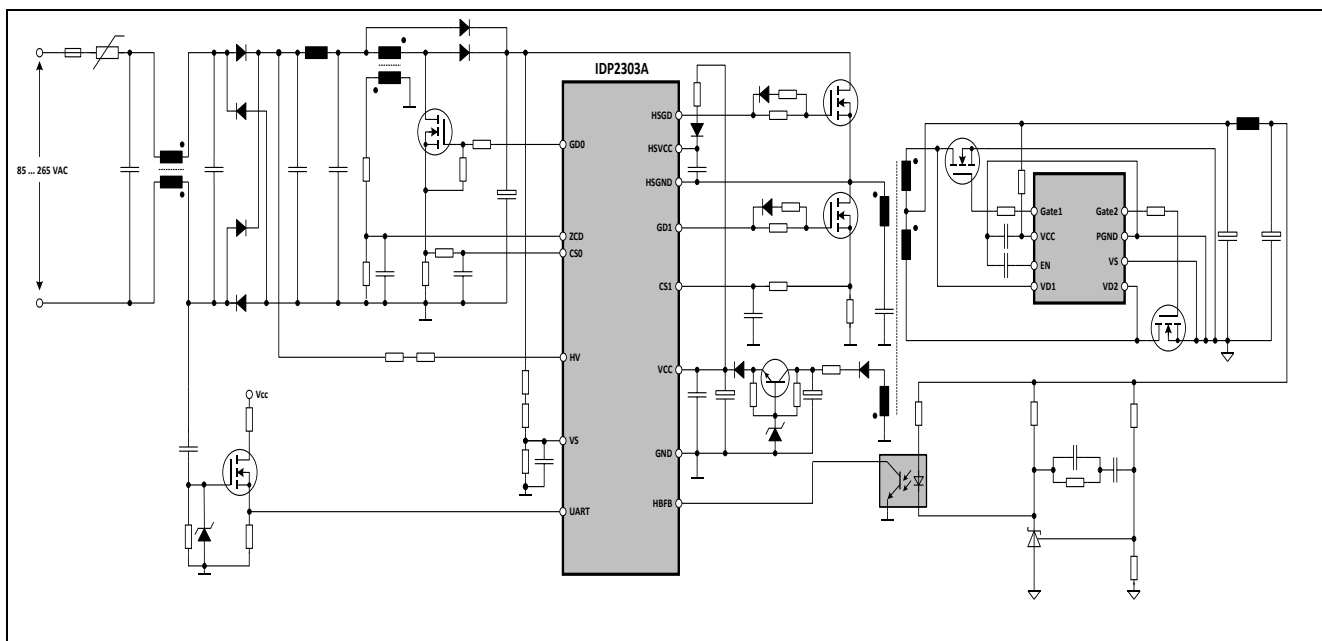 IDP2303A
85 ... 265 VAC
GD0
ZCD
CS0
HV
VS
UART
Vcc
HSGD
HSVCC
HSGND
GD1
CS1
VCC
GND
HBFB
Gate1
VCC
EN
VD1
Gate2
PGND
VS
VD2